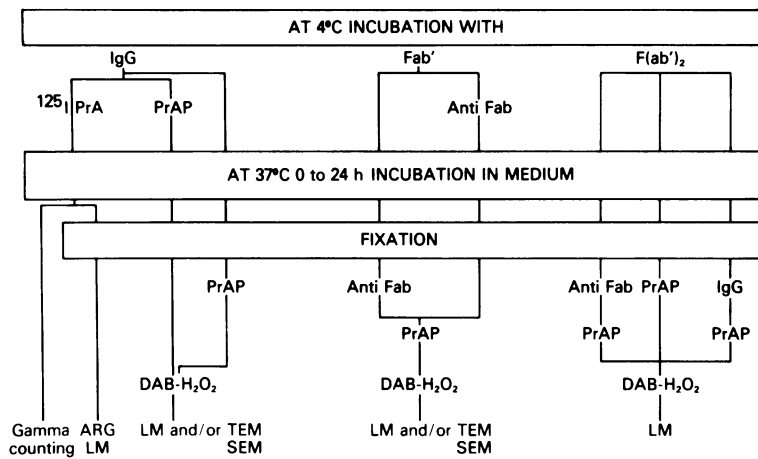 AT 4°C INCUBATION WITH
IgG Fab' F(ab')₂
¹²⁵I PrA PrAP Anti Fab
AT 37°C 0 to 24 h INCUBATION IN MEDIUM
FIXATION
PrAP Anti Fab Anti Fab PrAP IgG
PrAP PrAP PrAP
DAB-H₂O₂ DAB-H₂O₂ DAB-H₂O₂
Gamma ARG LM and/or TEM LM and/or TEM LM
counting LM SEM SEM